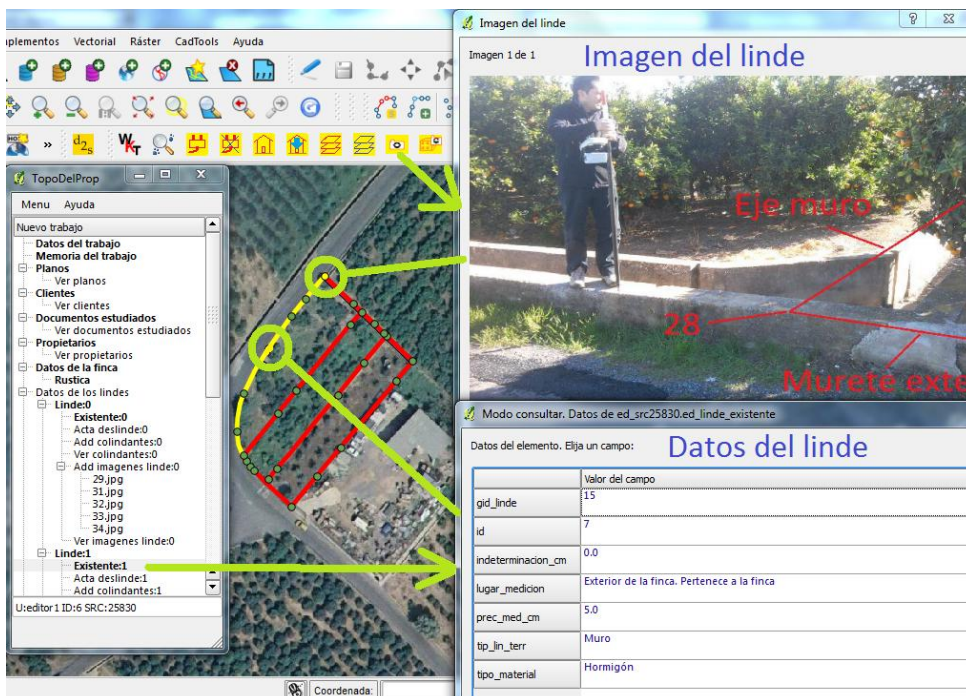 Imagen del linde
mplementos Vectorial Ráster CadTools Ayuda
Imagen 1 de 1
Imagen del linde
d2s
WKT
TopoDelProp
Menu Ayuda
Nuevo trabajo
Datos del trabajo
Memoria del trabajo
Planos
Ver planos
Clientes
Ver clientes
Documentos estudiados
Ver documentos estudiados
Propietarios
Ver propietarios
Datos de la finca
Rustica
Datos de los lindes
Linde:0
Existente:0
Acta deslinde:0
Add colindantes:0
Ver colindantes:0
Add imagenes linde:0
29.jpg
31.jpg
32.jpg
33.jpg
34.jpg
Ver imagenes linde:0
Linde:1
Existente:1
Acta deslinde:1
Add colindantes:1
U:editor1 ID:6 SRC:25830
Eje muro
28
Murete exte
Modo consultar. Datos de ed_src25830.ed_linde_existente
Datos del elemento. Elija un campo:
Datos del linde
Valor del campo
gid_linde 15
id 7
indeterminacion_cm 0.0
lugar_medicion Exterior de la finca. Pertenece a la finca
prec_med_cm 5.0
tip_lin_terr Muro
tipo_material Hormigón
Coordenada: